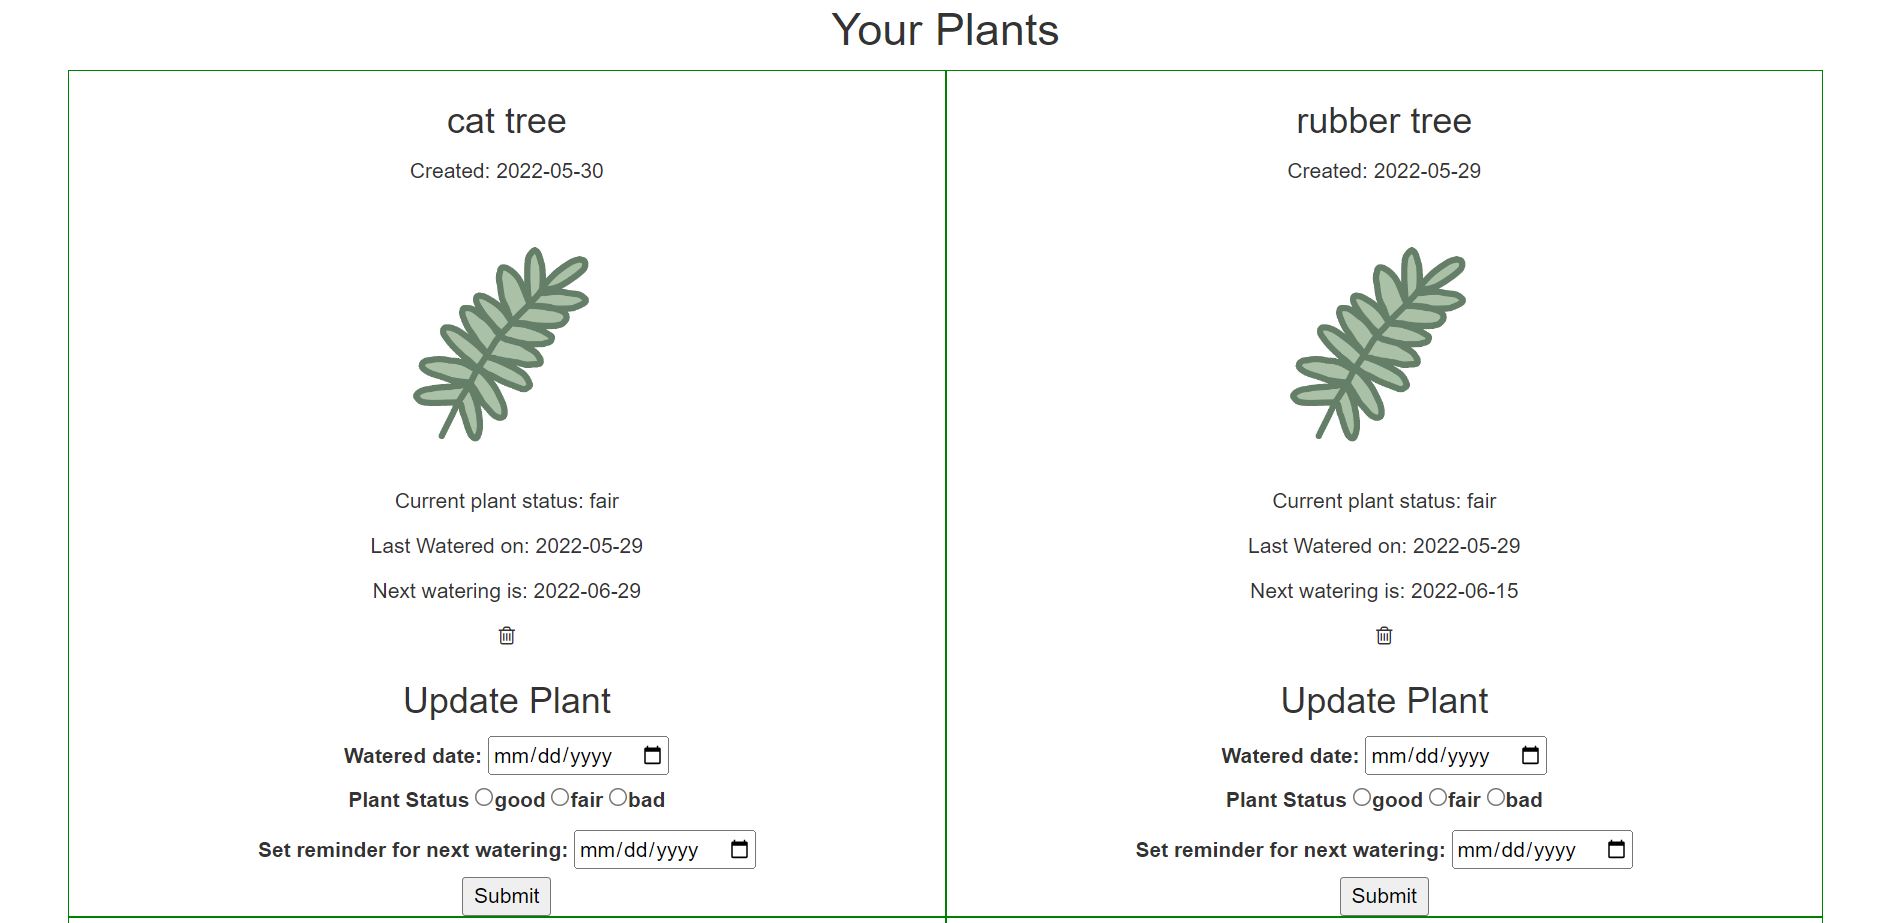 Your Plants
cat tree
Created: 2022-05-30
Current plant status: fair
Last Watered on: 2022-05-29
Next watering is: 2022-06-29
Update Plant
Watered date: mm/dd/yyyy
Plant Status good fair bad
Set reminder for next watering: mm/dd/yyyy
Submit
rubber tree
Created: 2022-05-29
Current plant status: fair
Last Watered on: 2022-05-29
Next watering is: 2022-06-15
Update Plant
Watered date: mm/dd/yyyy
Plant Status good fair bad
Set reminder for next watering: mm/dd/yyyy
Submit